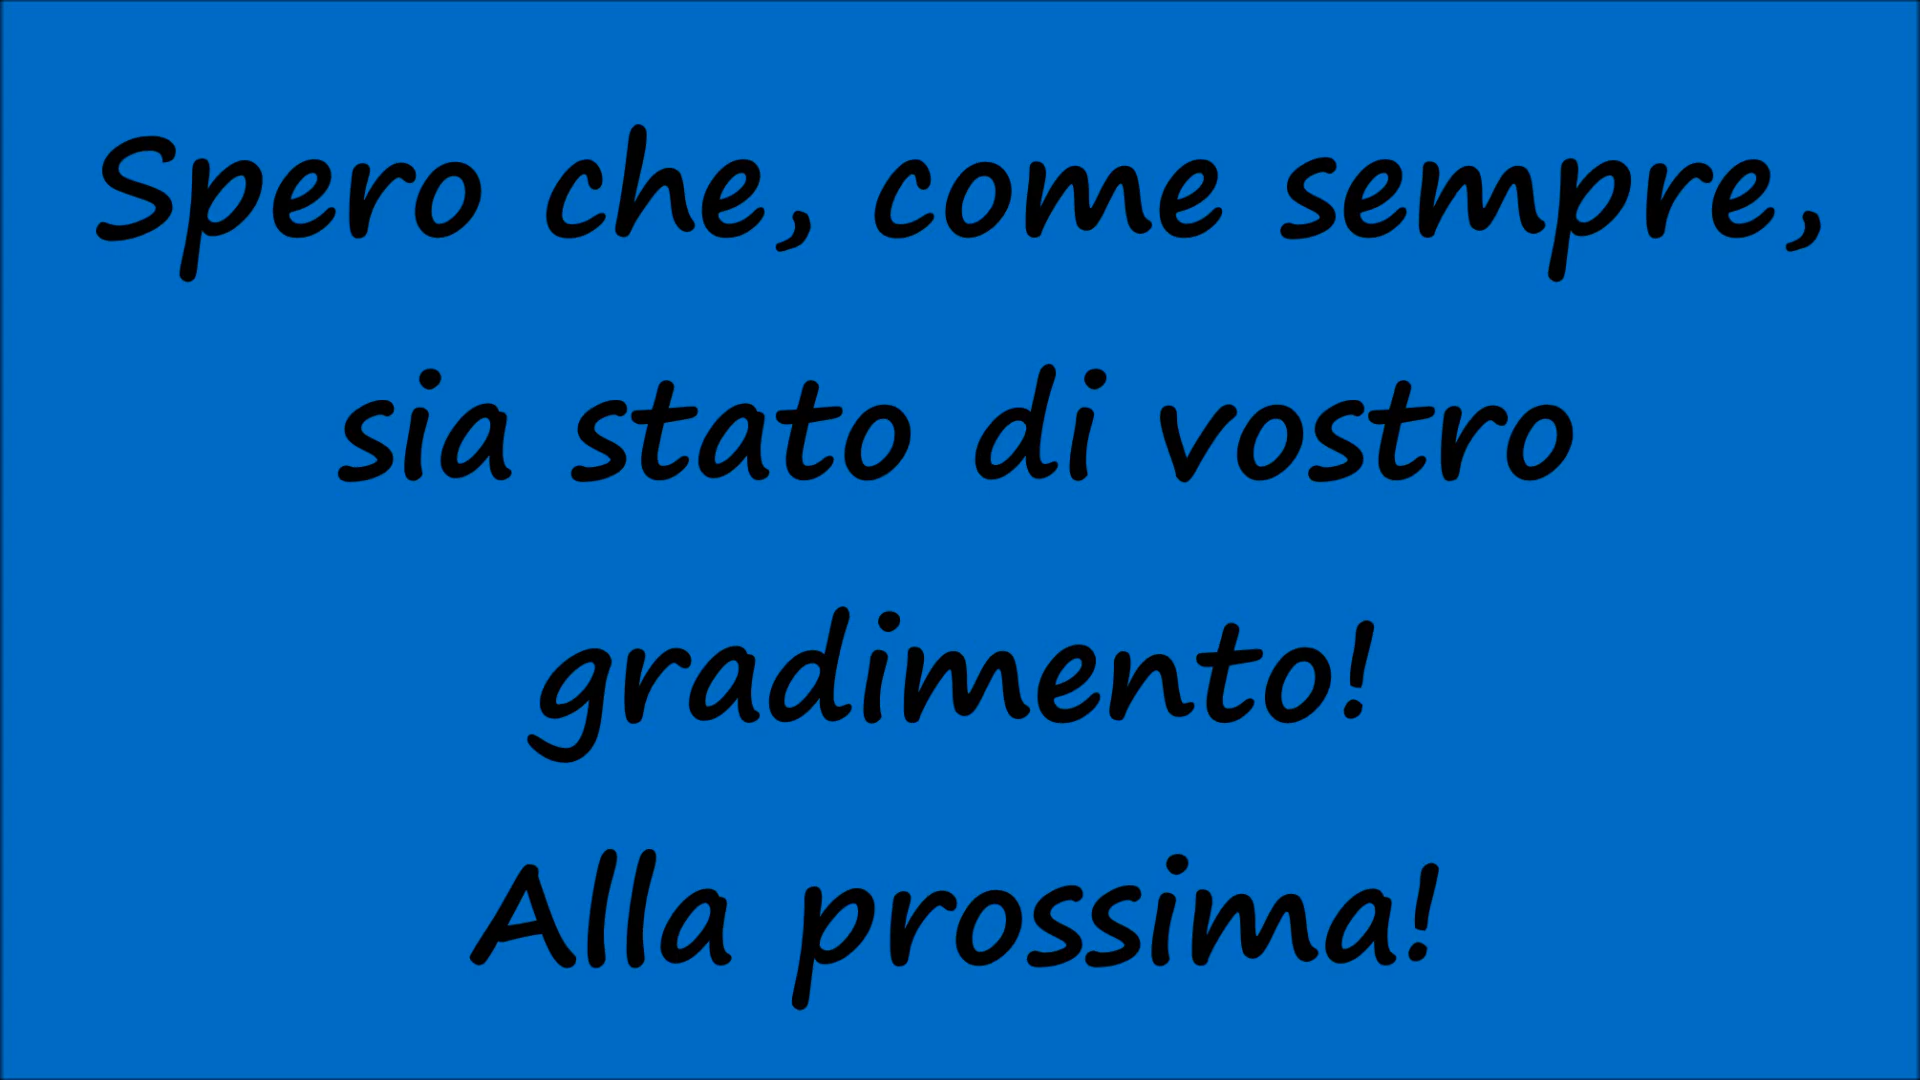 Spero che, come sempre,
sia stato di vostro
gradimento!
Alla prossima!